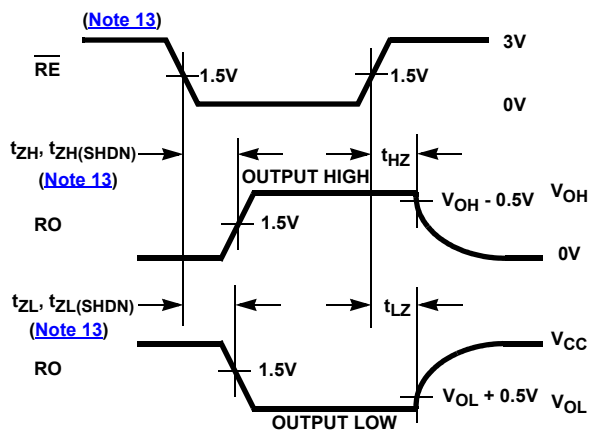 (Note 13)
3V
RE
1.5V
1.5V
0V
tZH, tZH(SHDN)
(Note 13)
tHZ
OUTPUT HIGH
VOH - 0.5V
VOH
RO
1.5V
0V
tZL, tZL(SHDN)
(Note 13)
tLZ
VCC
RO
1.5V
VOL + 0.5V
VOL
OUTPUT LOW